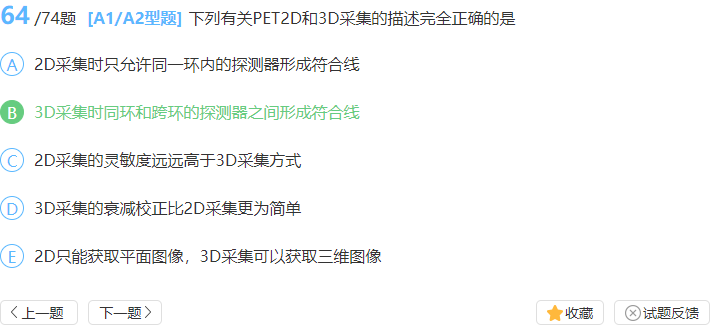 64/74题 [A1/A2型题] 下列有关PET2D和3D采集的描述完全正确的是
A 2D采集时只允许同一环内的探测器形成符合线
B 3D采集时同环和跨环的探测器之间形成符合线
C 2D采集的灵敏度远远高于3D采集方式
D 3D采集的衰减校正比2D采集更为简单
E 2D只能获取平面图像，3D采集可以获取三维图像
上一题 下一题 收藏 试题反馈